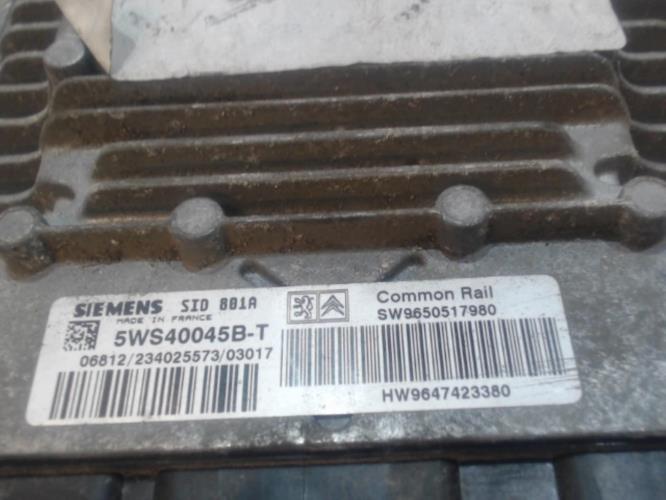 SIEMENS SID 801A
MADE IN FRANCE
5WS40045B-T
06812/234025573/03017
Common Rail
SW9650517980
HW9647423380